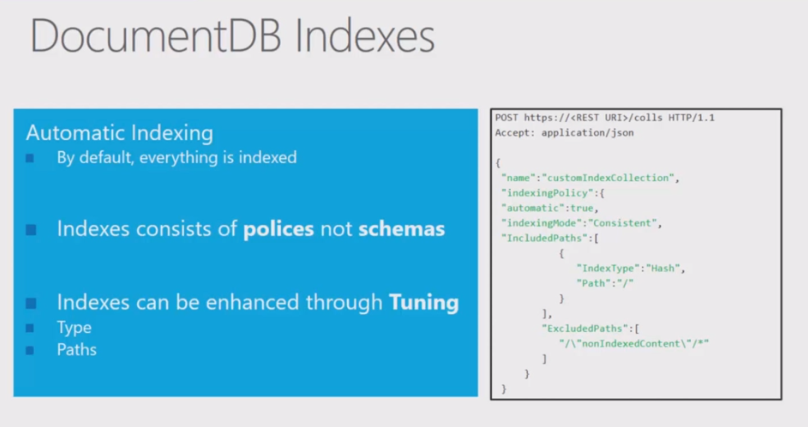 DocumentDB Indexes
Automatic Indexing
By default, everything is indexed
Indexes consists of polices not schemas
Indexes can be enhanced through Tuning
Type
Paths
POST https://<REST URI>/colls HTTP/1.1
Accept: application/json
{
"name":"customIndexCollection",
"indexingPolicy":{
"automatic":true,
"indexingMode":"Consistent",
"IncludedPaths":[
{
"IndexType":"Hash",
"Path":"/"
}
],
"ExcludedPaths":[
"/\"nonIndexedContent\"/*"
]
}
}